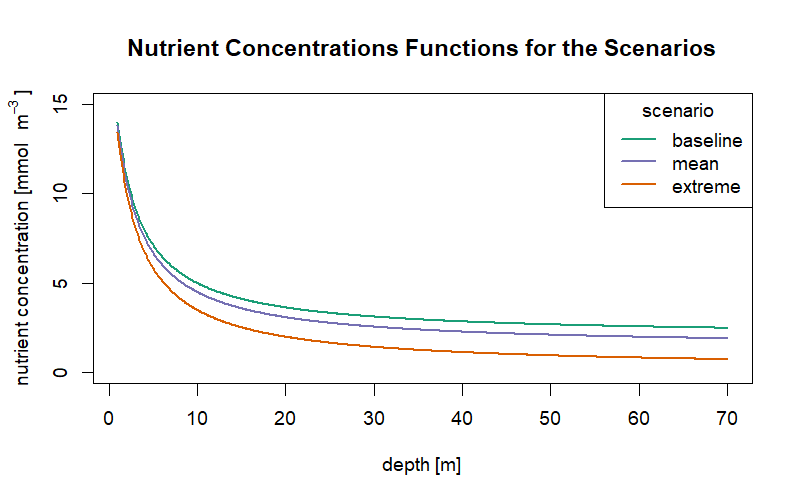 Nutrient Concentrations Functions for the Scenarios
nutrient concentration [mmol m⁻³]
15
10
5
0
scenario
baseline
mean
extreme
0 10 20 30 40 50 60 70
depth [m]